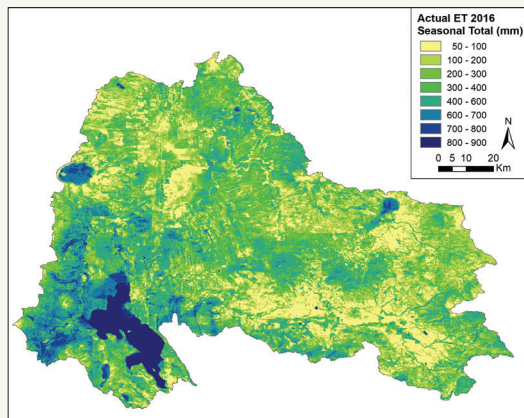 Actual ET 2016
Seasonal Total (mm)
50 - 100
100 - 200
200 - 300
300 - 400
400 - 600
600 - 700
700 - 800
800 - 900
N
0 5 10 20
Km